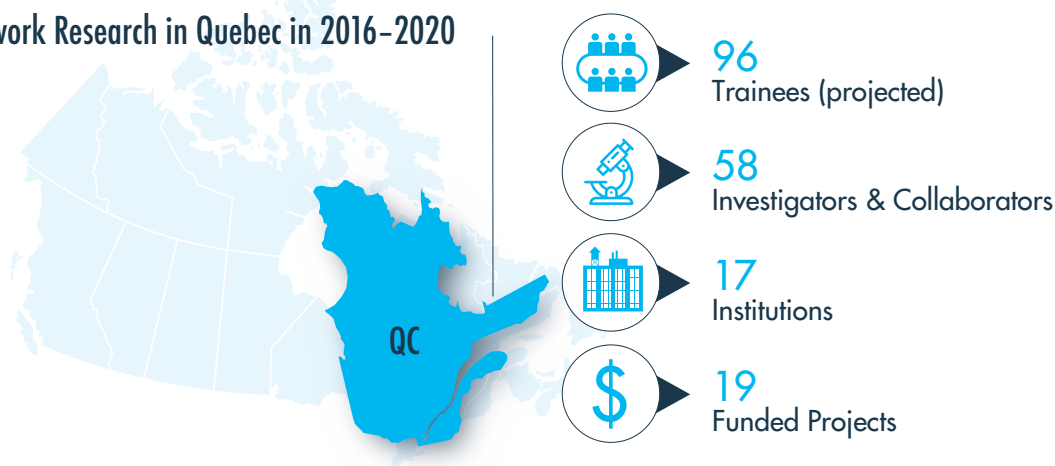 work Research in Quebec in 2016–2020
96
Trainees (projected)
58
Investigators & Collaborators
17
Institutions
19
Funded Projects
QC
$